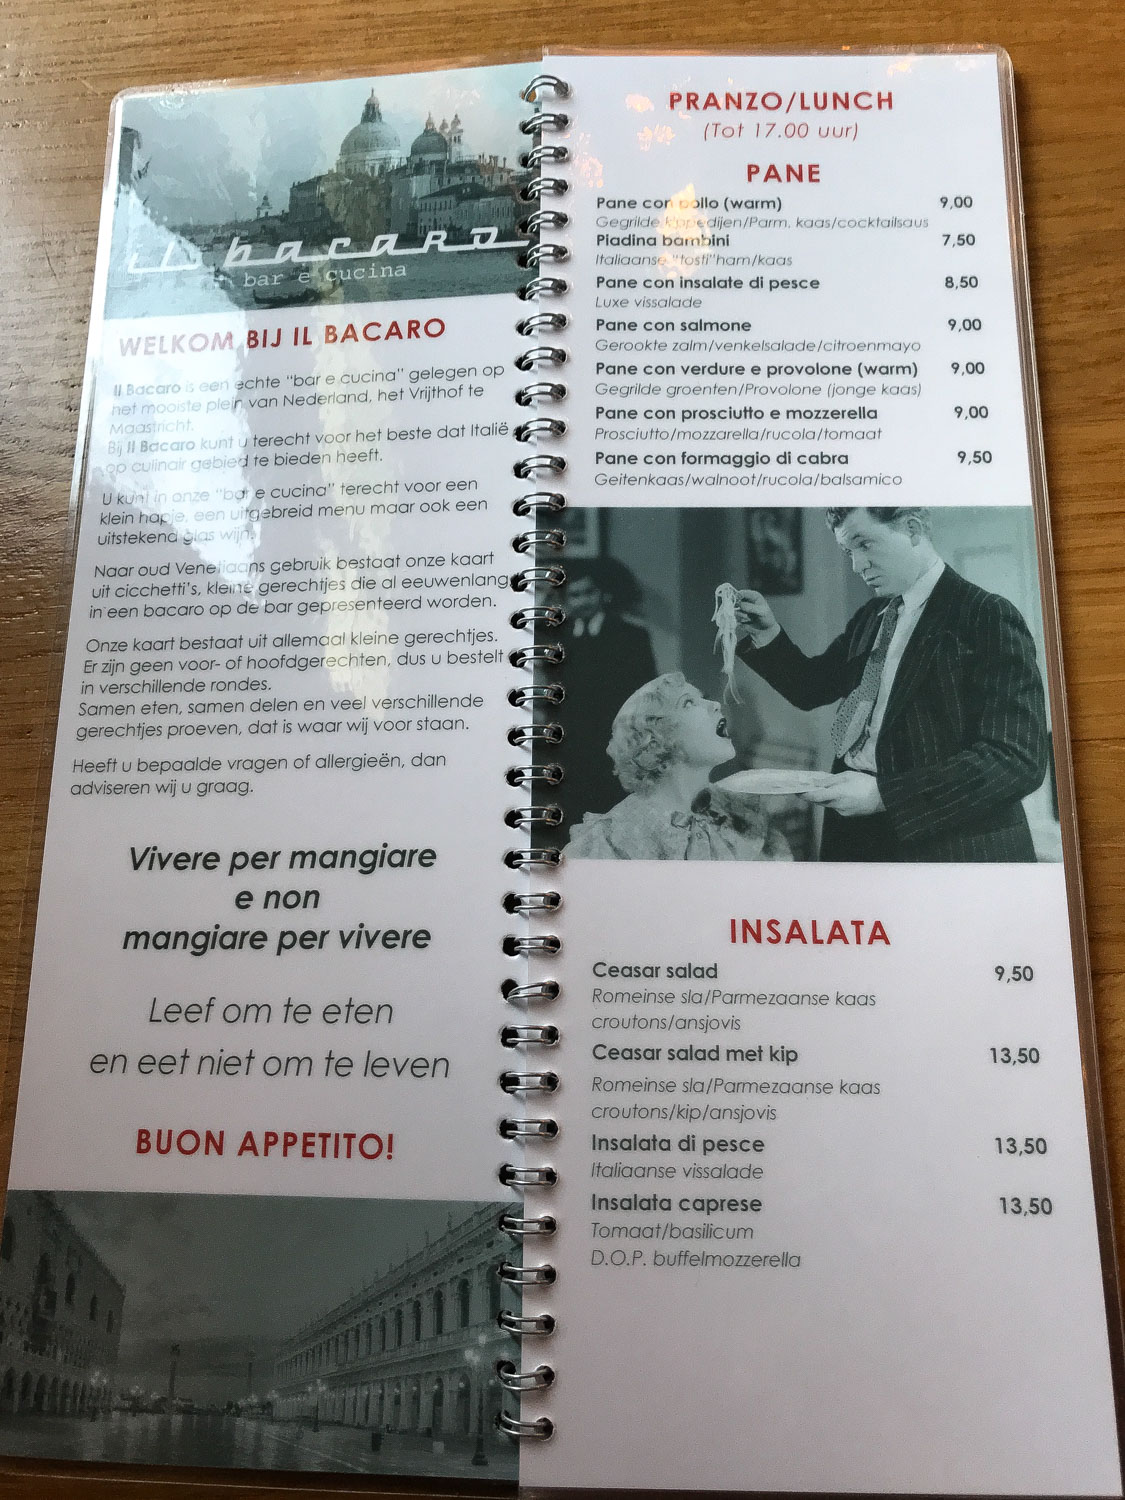 il bacaro
bar e cucina
WELKOM BIJ IL BACARO
Il Bacaro is een echte "bar e cucina" gelegen op
het mooiste plein van Nederland, het Vrijthof te
Maastricht.
Bij Il Bacaro kunt u terecht voor het beste dat Italië
op culinair gebied te bieden heeft.
U kunt in onze "bar e cucina" terecht voor een
klein hapje, een uitgebreid menu maar ook een
uitstekend glas wijn.
Naar oud Venetiaans gebruik bestaat onze kaart
uit cicchetti's, kleine gerechtjes die al eeuwenlang
in een bacaro op de bar gepresenteerd worden.
Onze kaart bestaat uit allemaal kleine gerechtjes.
Er zijn geen voor- of hoofdgerechten, dus u bestelt
in verschillende rondes.
Samen eten, samen delen en veel verschillende
gerechtjes proeven, dat is waar wij voor staan.
Heeft u bepaalde vragen of allergieën, dan
adviseren wij u graag.
Vivere per mangiare
e non
mangiare per vivere
Leef om te eten
en eet niet om te leven
BUON APPETITO!
PRANZO/LUNCH
(Tot 17.00 uur)
PANE
Pane con pollo (warm) 9,00
Gegrilde kippedijen/Parm. kaas/cocktailsaus
Piadina bambini 7,50
Italiaanse "tosti"ham/kaas
Pane con insalate di pesce 8,50
Luxe vissalade
Pane con salmone 9,00
Gerookte zalm/venkelsalade/citroenmayo
Pane con verdure e provolone (warm) 9,00
Gegrilde groenten/Provolone (jonge kaas)
Pane con prosciutto e mozzerella 9,00
Prosciutto/mozzarella/rucola/tomaat
Pane con formaggio di cabra 9,50
Geitenkaas/walnoot/rucola/balsamico
INSALATA
Ceasar salad 9,50
Romeinse sla/Parmezaanse kaas
croutons/ansjovis
Ceasar salad met kip 13,50
Romeinse sla/Parmezaanse kaas
croutons/kip/ansjovis
Insalata di pesce 13,50
Italiaanse vissalade
Insalata caprese 13,50
Tomaat/basilicum
D.O.P. buffelmozzerella